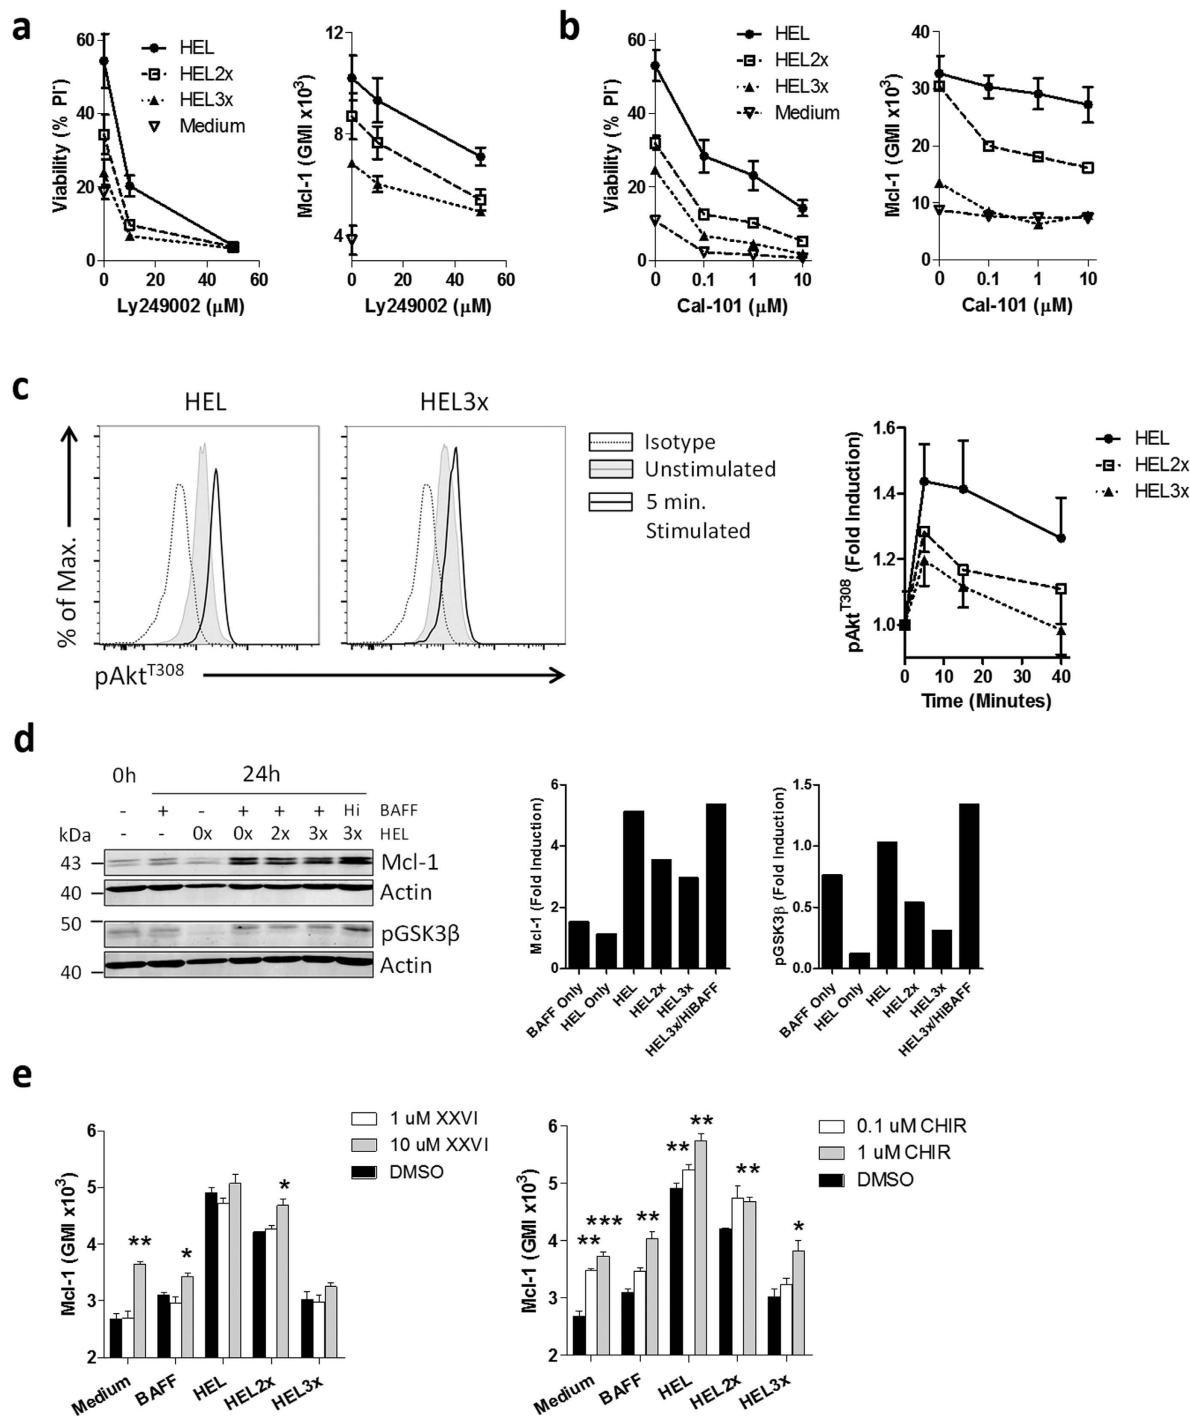 a
Viability (% PI⁻)
60
40
20
0
HEL
HEL2x
HEL3x
Medium
0 20 40 60
Ly249002 (μM)
Mcl-1 (GMI x10³)
12
8
4
0 20 40 60
Ly249002 (μM)
b
Viability (% PI⁻)
60
40
20
0
HEL
HEL2x
HEL3x
Medium
0 0.1 1 10
Cal-101 (μM)
Mcl-1 (GMI x10³)
40
30
20
10
0
0 0.1 1 10
Cal-101 (μM)
c
HEL
HEL3x
% of Max.
pAktT308
Isotype
Unstimulated
5 min.
Stimulated
pAktT308 (Fold Induction)
1.6
1.4
1.2
1.0
HEL
HEL2x
HEL3x
0 10 20 30 40
Time (Minutes)
d
0h 24h
- + - + + + Hi BAFF
kDa - - 0x 0x 2x 3x 3x HEL
43 Mcl-1
40 Actin
50 pGSK3β
40 Actin
Mcl-1 (Fold Induction)
6
4
2
0
BAFF Only
HEL Only
HEL
HEL2x
HEL3x
HEL3x/HiBAFF
pGSK3β (Fold Induction)
1.5
1.0
0.5
0.0
BAFF Only
HEL Only
HEL
HEL2x
HEL3x
HEL3x/HiBAFF
e
1 uM XXVI
10 uM XXVI
DMSO
Mcl-1 (GMI x10³)
6
5
4
3
2
** * *
Medium
BAFF
HEL
HEL2x
HEL3x
0.1 uM CHIR
1 uM CHIR
DMSO
Mcl-1 (GMI x10³)
6
5
4
3
2
** *** ** ** ** ** *
Medium
BAFF
HEL
HEL2x
HEL3x